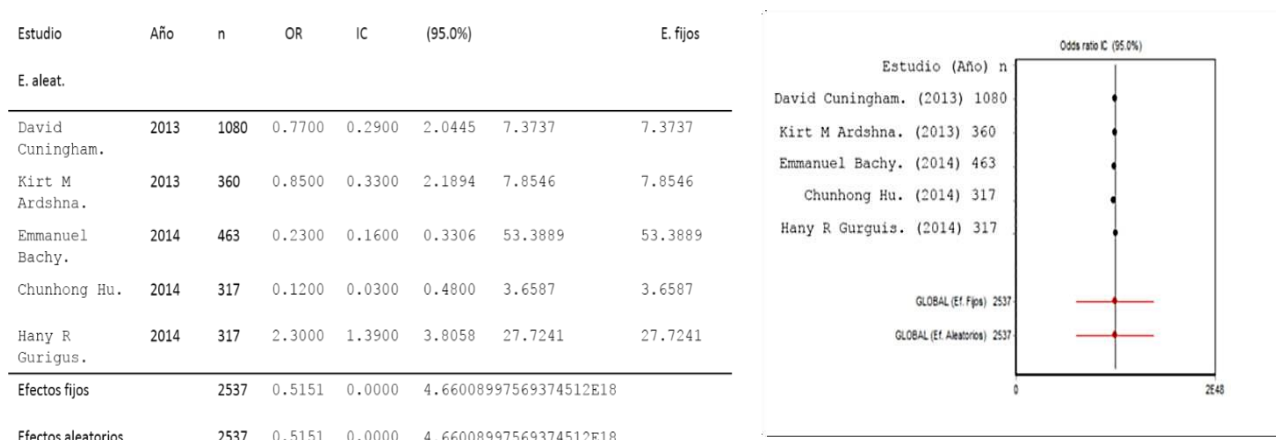 Estudio Año n OR IC (95.0%) E. fijos
E. aleat.
David 2013 1080 0.7700 0.2900 2.0445 7.3737 7.3737
Cuningham.
Kirt M 2013 360 0.8500 0.3300 2.1894 7.8546 7.8546
Ardshna.
Emmanuel 2014 463 0.2300 0.1600 0.3306 53.3889 53.3889
Bachy.
Chunhong Hu. 2014 317 0.1200 0.0300 0.4800 3.6587 3.6587
Hany R 2014 317 2.3000 1.3900 3.8058 27.7241 27.7241
Gurigus.
Efectos fijos 2537 0.5151 0.0000 4.66008997569374512E18
Efectos aleatorios 2537 0.5151 0.0000 4.66008997569374512E18
Odds ratio IC (95.0%)
Estudio (Año) n
David Cuningham. (2013) 1080
Kirt M Ardshna. (2013) 360
Emmanuel Bachy. (2014) 463
Chunhong Hu. (2014) 317
Hany R Gurguis. (2014) 317
GLOBAL (Ef. Fijos) 2537
GLOBAL (Ef. Aleatorios) 2537
0 2E48